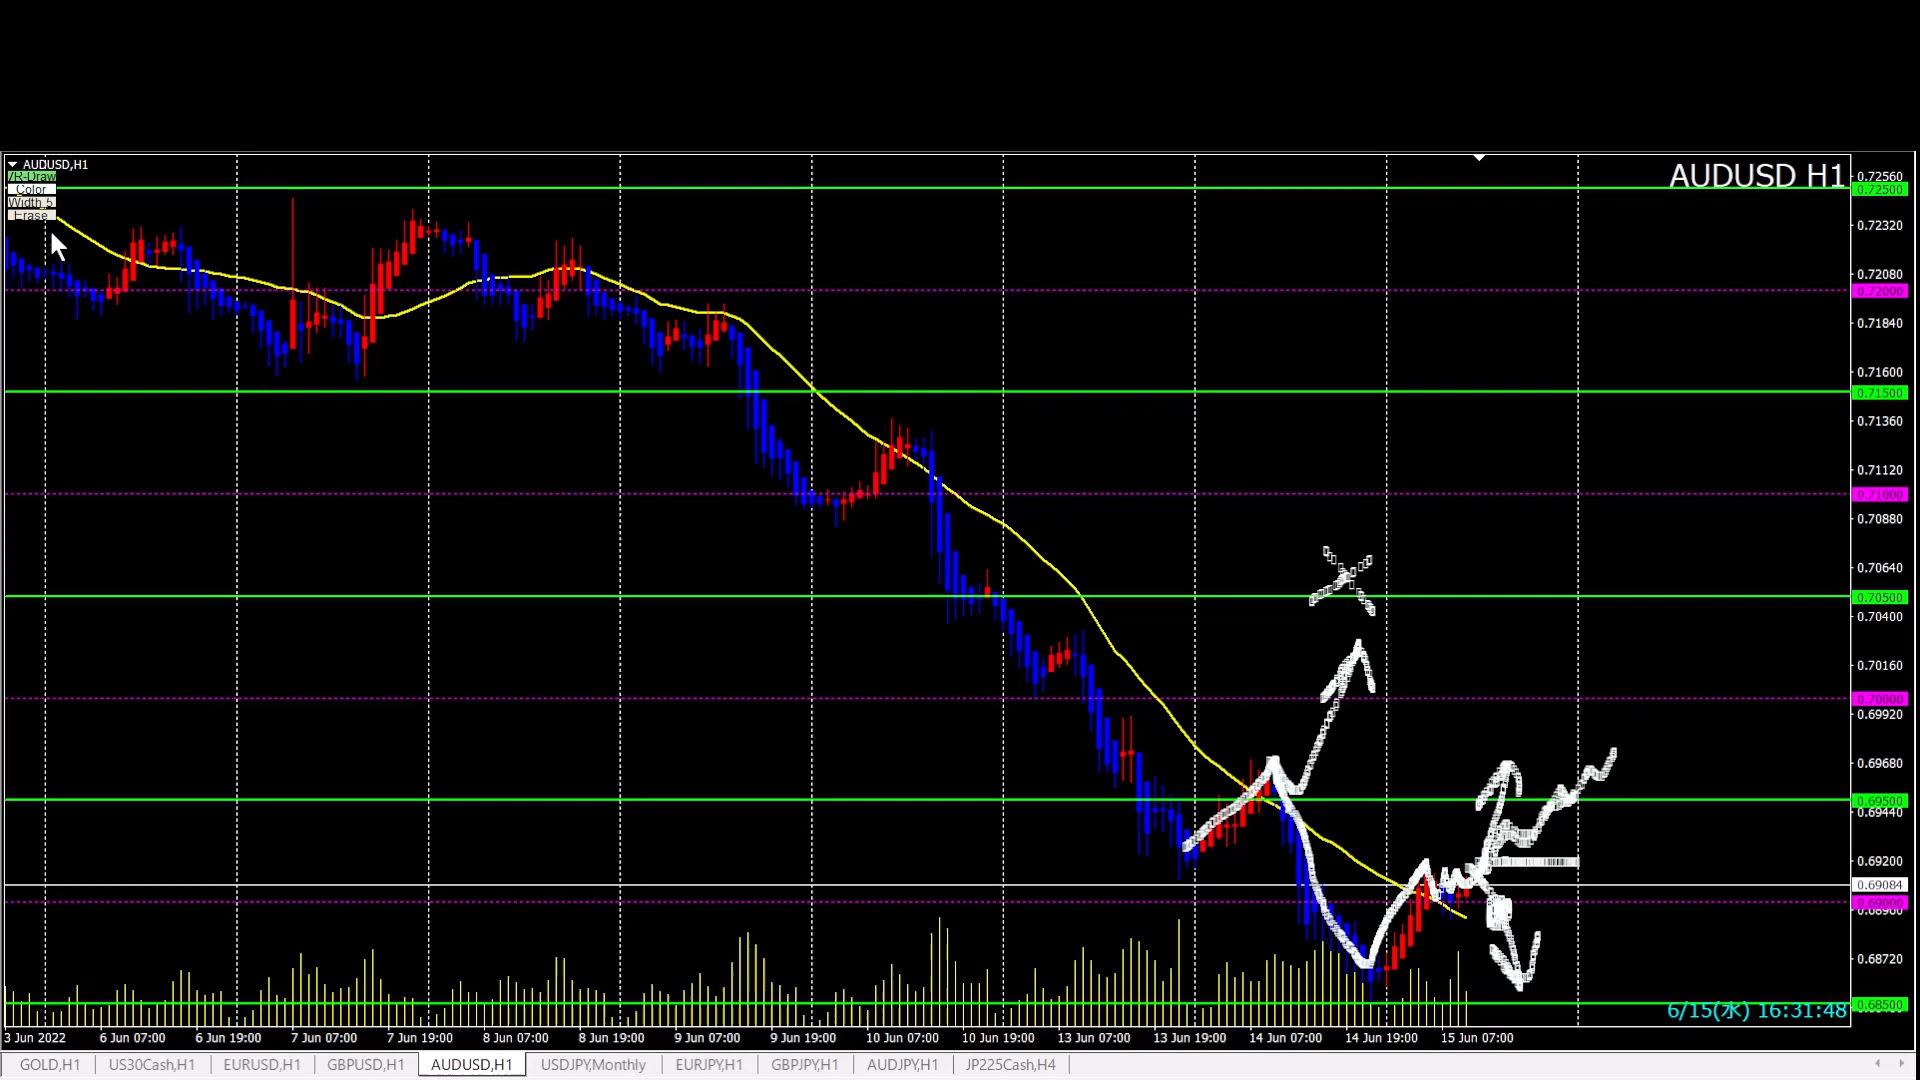 AUDUSD,H1
AUDUSD H1
/R-Draw
Color
Width 5
Erase
0.72560
0.72500
0.72320
0.72080
0.72000
0.71840
0.71600
0.71500
0.71360
0.71120
0.71000
0.70880
0.70640
0.70500
0.70400
0.70160
0.70000
0.69920
0.69680
0.69500
0.69440
0.69200
0.69084
0.69000
0.68720
0.68500
6/15(水) 16:31:48
3 Jun 2022 6 Jun 07:00 6 Jun 19:00 7 Jun 07:00 7 Jun 19:00 8 Jun 07:00 8 Jun 19:00 9 Jun 07:00 9 Jun 19:00 10 Jun 07:00 10 Jun 19:00 13 Jun 07:00 13 Jun 19:00 14 Jun 07:00 14 Jun 19:00 15 Jun 07:00
GOLD,H1 US30Cash,H1 EURUSD,H1 GBPUSD,H1 AUDUSD,H1 USDJPY,Monthly EURJPY,H1 GBPJPY,H1 AUDJPY,H1 JP225Cash,H4